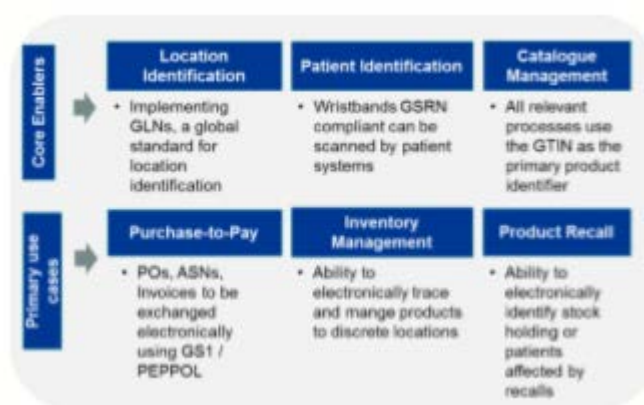 Core Enablers
Location
Identification
• Implementing
GLNs, a global
standard for
location
identification
Patient Identification
• Wristbands GSRN
compliant can be
scanned by patient
systems
Catalogue
Management
• All relevant
processes use
the GTIN as the
primary product
identifier
Primary use
cases
Purchase-to-Pay
• POs, ASNs,
Invoices to be
exchanged
electronically
using GS1 /
PEPPOL
Inventory
Management
• Ability to
electronically trace
and mange products
to discrete locations
Product Recall
• Ability to
electronically
identify stock
holding or
patients
affected by
recalls